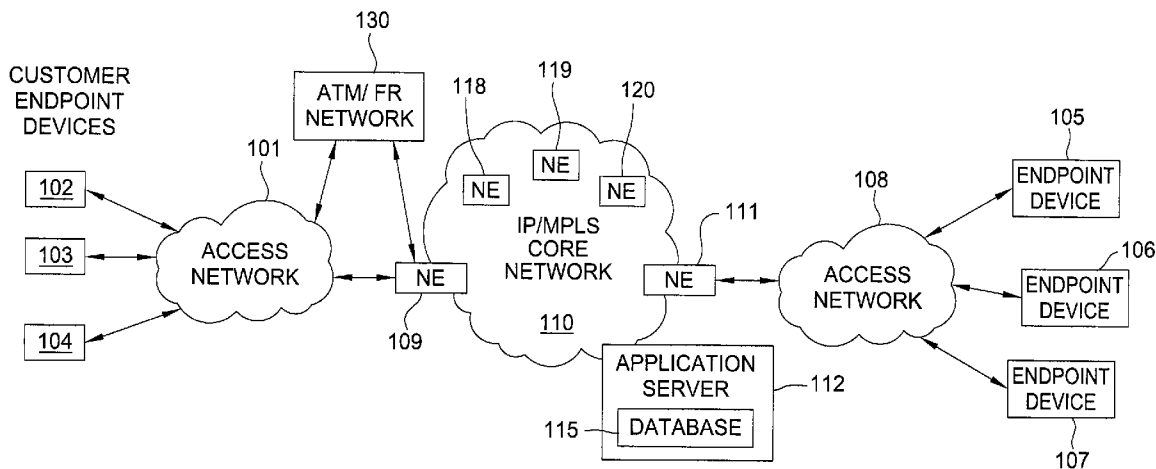 130
CUSTOMER
ENDPOINT
DEVICES
ATM/ FR
NETWORK
118
119
120
NE
NE
NE
101
102
103
104
ACCESS
NETWORK
IP/MPLS
CORE
NETWORK
110
NE
109
111
NE
108
ACCESS
NETWORK
105
ENDPOINT
DEVICE
106
ENDPOINT
DEVICE
ENDPOINT
DEVICE
107
APPLICATION
SERVER
112
115
DATABASE